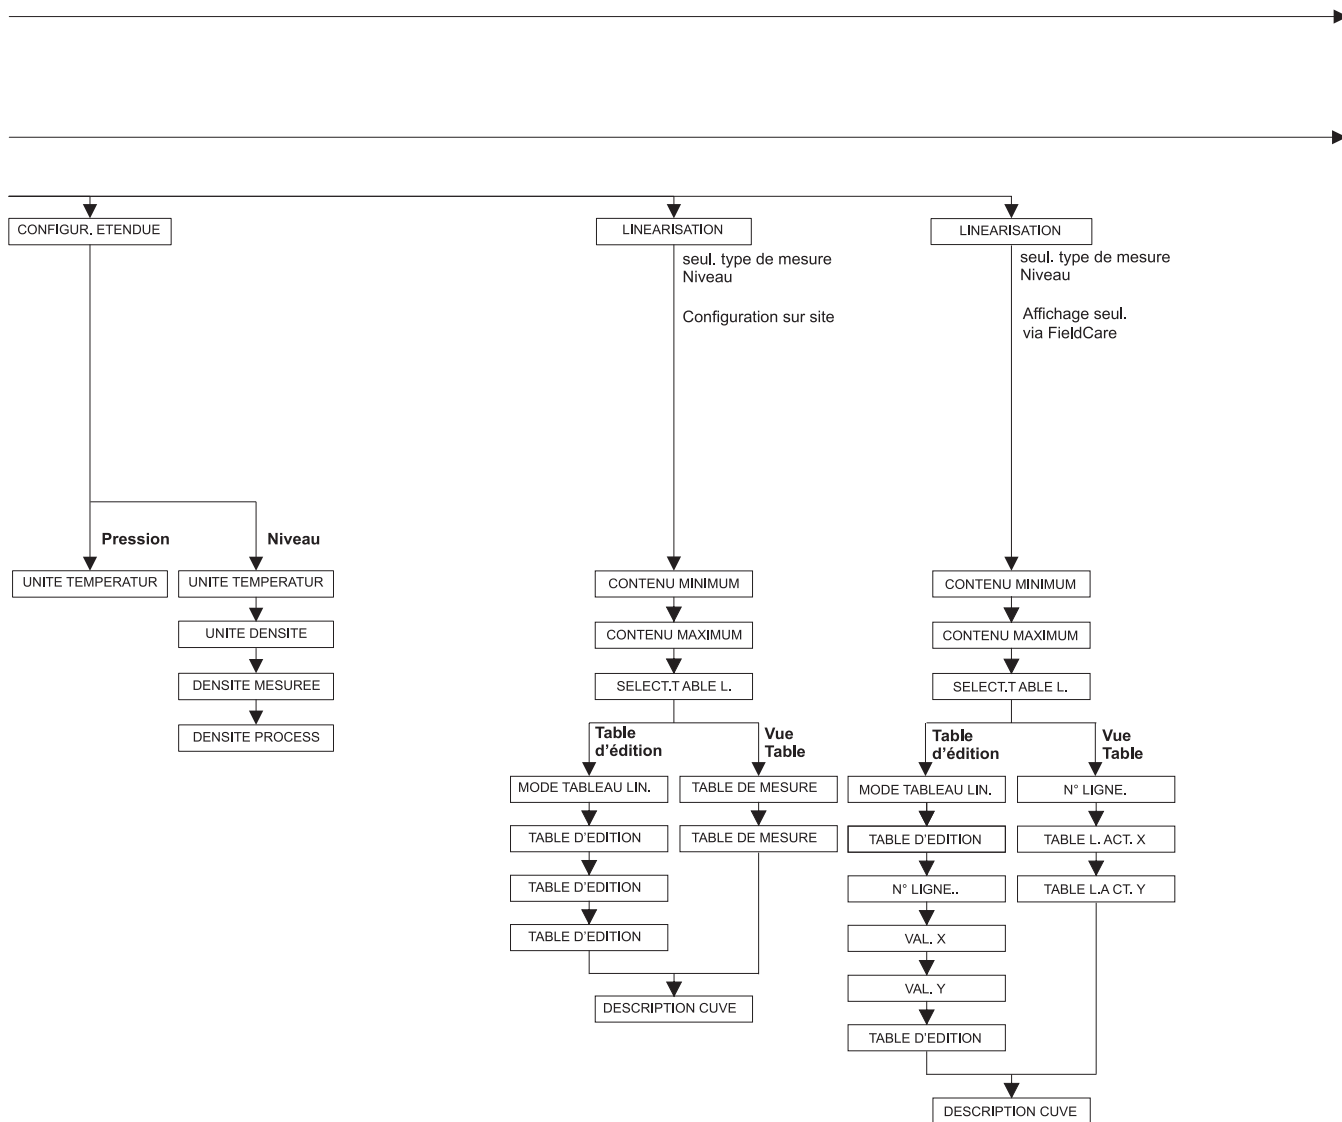 CONFIGUR. ETENDUE
LINEARISATION
LINEARISATION
seul. type de mesure
Niveau
Configuration sur site
seul. type de mesure
Niveau
Affichage seul.
via FieldCare
Pression
Niveau
UNITE TEMPERATUR
UNITE TEMPERATUR
UNITE DENSITE
DENSITE MESUREE
DENSITE PROCESS
CONTENU MINIMUM
CONTENU MAXIMUM
SELECT.T ABLE L.
Table
d'édition
Vue
Table
MODE TABLEAU LIN.
TABLE D'EDITION
TABLE D'EDITION
TABLE D'EDITION
TABLE DE MESURE
TABLE DE MESURE
DESCRIPTION CUVE
CONTENU MINIMUM
CONTENU MAXIMUM
SELECT.T ABLE L.
Table
d'édition
Vue
Table
MODE TABLEAU LIN.
TABLE D'EDITION
N° LIGNE..
VAL. X
VAL. Y
TABLE D'EDITION
N° LIGNE.
TABLE L. ACT. X
TABLE L.A CT. Y
DESCRIPTION CUVE